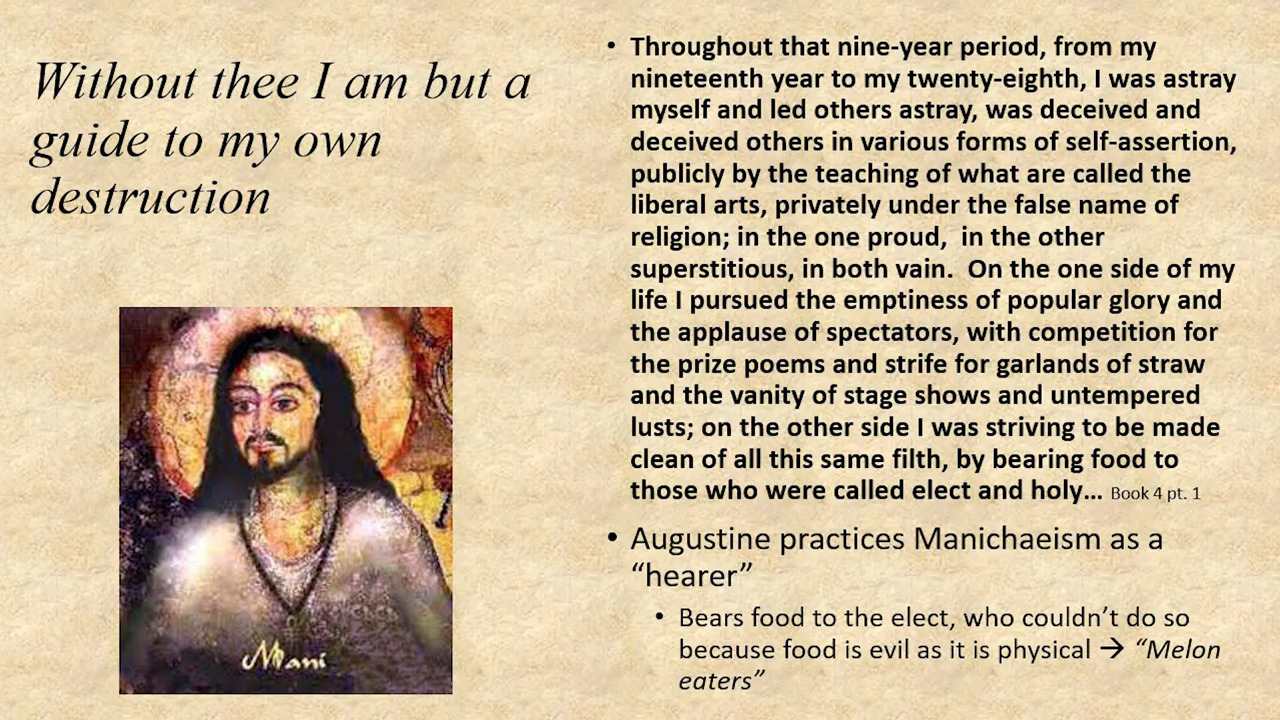 Without thee I am but a
guide to my own
destruction
Mani
• Throughout that nine-year period, from my
nineteenth year to my twenty-eighth, I was astray
myself and led others astray, was deceived and
deceived others in various forms of self-assertion,
publicly by the teaching of what are called the
liberal arts, privately under the false name of
religion; in the one proud,  in the other
superstitious, in both vain.  On the one side of my
life I pursued the emptiness of popular glory and
the applause of spectators, with competition for
the prize poems and strife for garlands of straw
and the vanity of stage shows and untempered
lusts; on the other side I was striving to be made
clean of all this same filth, by bearing food to
those who were called elect and holy… Book 4 pt. 1
• Augustine practices Manichaeism as a
“hearer”
• Bears food to the elect, who couldn’t do so
because food is evil as it is physical → “Melon
eaters”